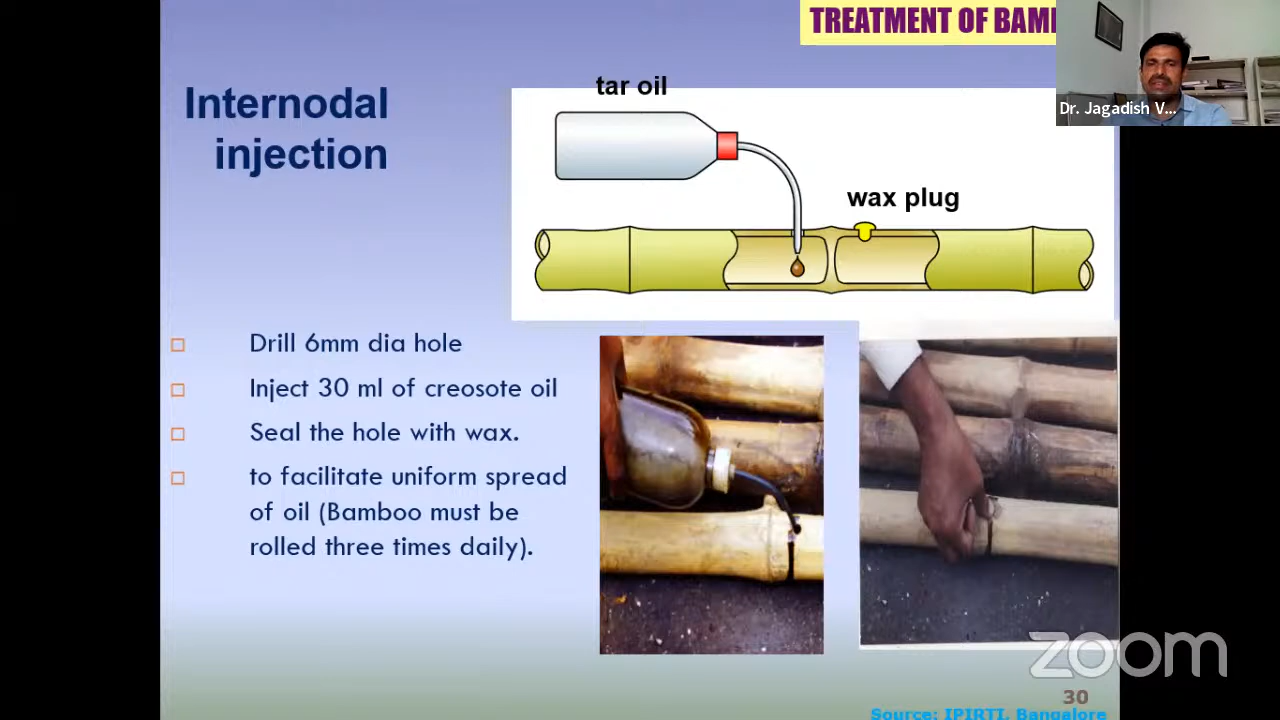 TREATMENT OF BAM
Dr. Jagadish V...
Internodal
injection
tar oil
wax plug
Drill 6mm dia hole
Inject 30 ml of creosote oil
Seal the hole with wax.
to facilitate uniform spread
of oil (Bamboo must be
rolled three times daily).
zoom
30
Source: IPIRTI, Bangalore